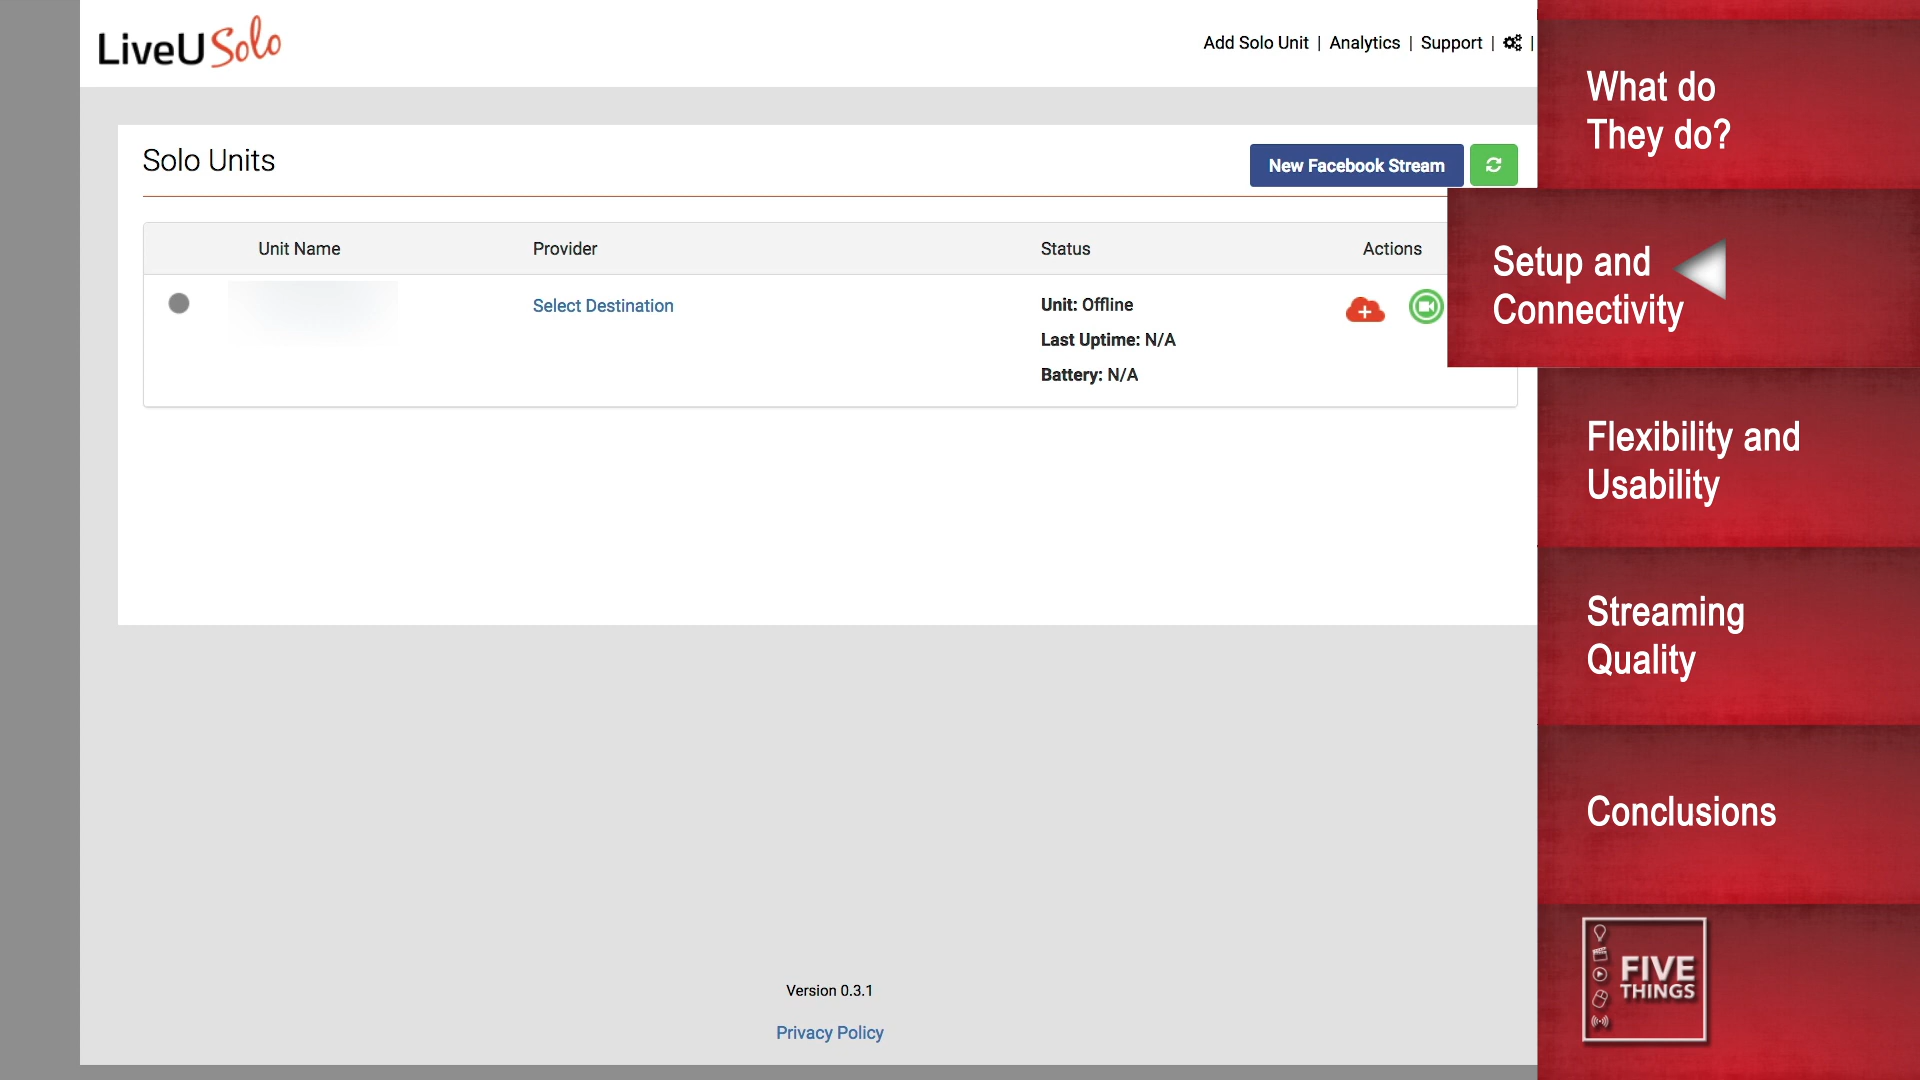 LiveU Solo
Add Solo Unit | Analytics | Support |  |
Solo Units
New Facebook Stream
Unit Name Provider Status Actions
Select Destination
Unit: Offline
Last Uptime: N/A
Battery: N/A
Version 0.3.1
Privacy Policy
What do
They do?
Setup and
Connectivity
Flexibility and
Usability
Streaming
Quality
Conclusions
FIVE
THINGS